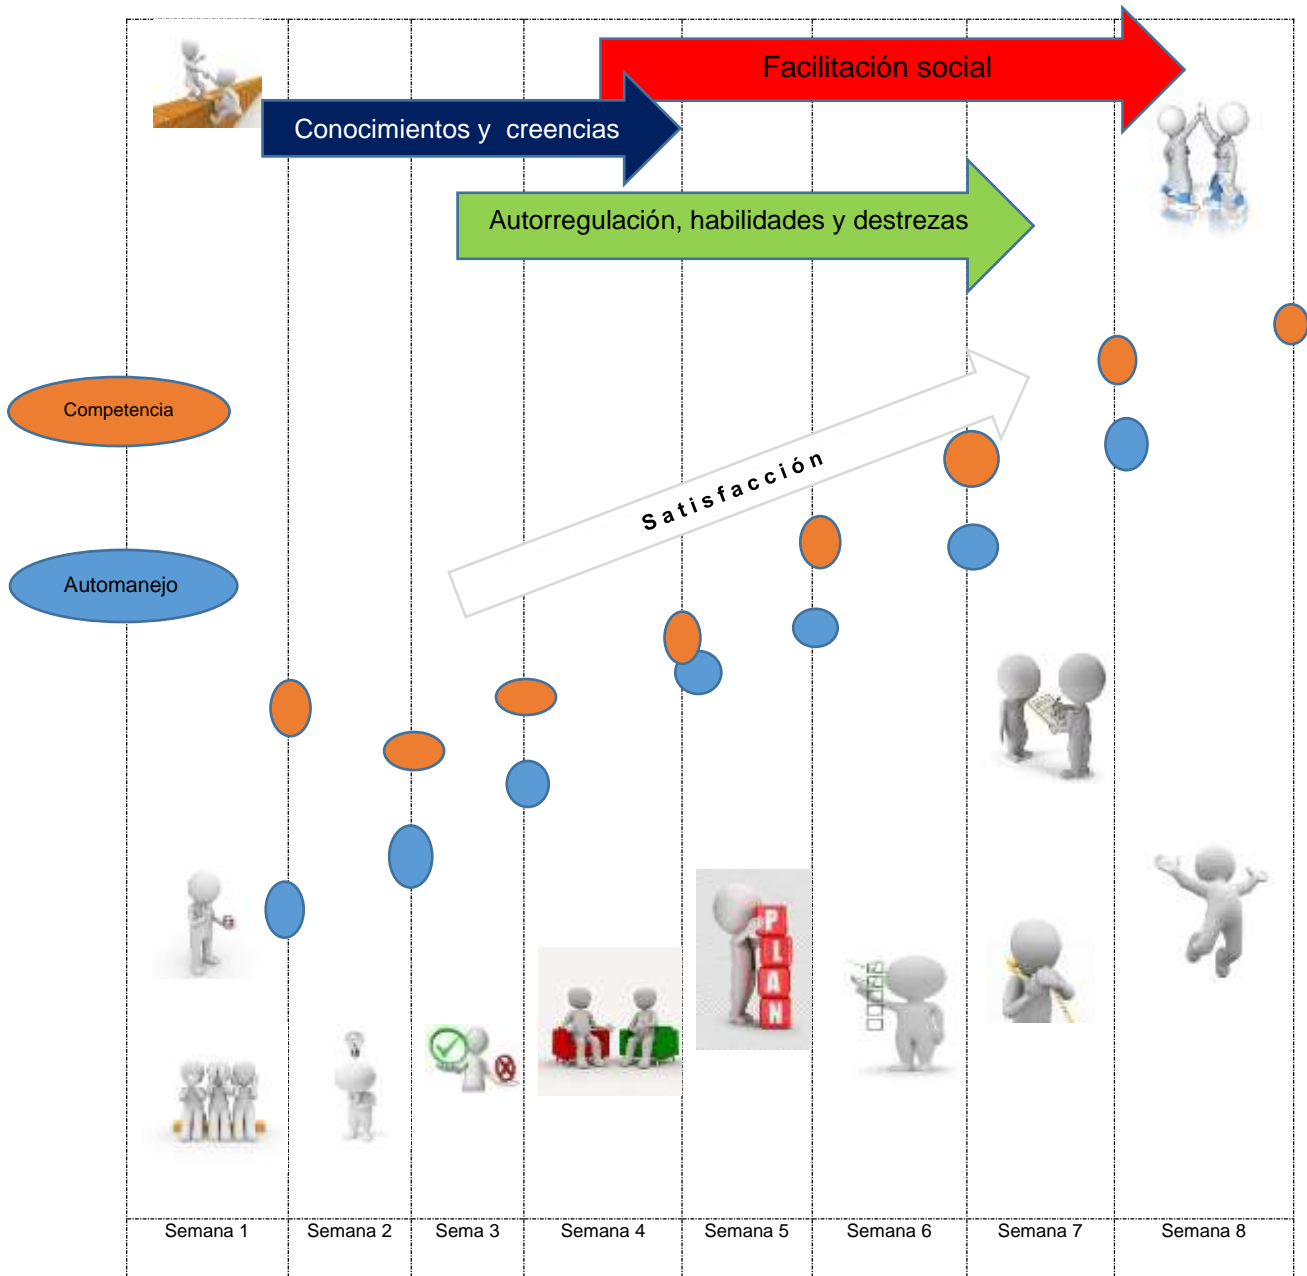 Facilitación social
Conocimientos y creencias
Autorregulación, habilidades y destrezas
Competencia
Satisfacción
Automanejo
PLAN
Semana 1
Semana 2
Sema 3
Semana 4
Semana 5
Semana 6
Semana 7
Semana 8